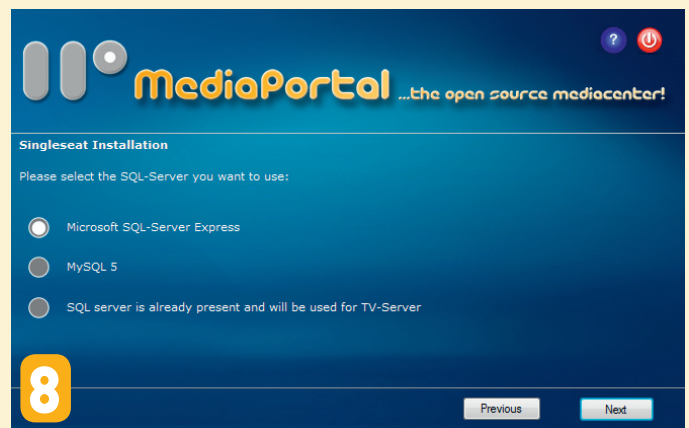 ?
MediaPortal ...the open source mediacenter!
Singleseat Installation
Please select the SQL-Server you want to use:
Microsoft SQL-Server Express
MySQL 5
SQL server is already present and will be used for TV-Server
8
Previous Next